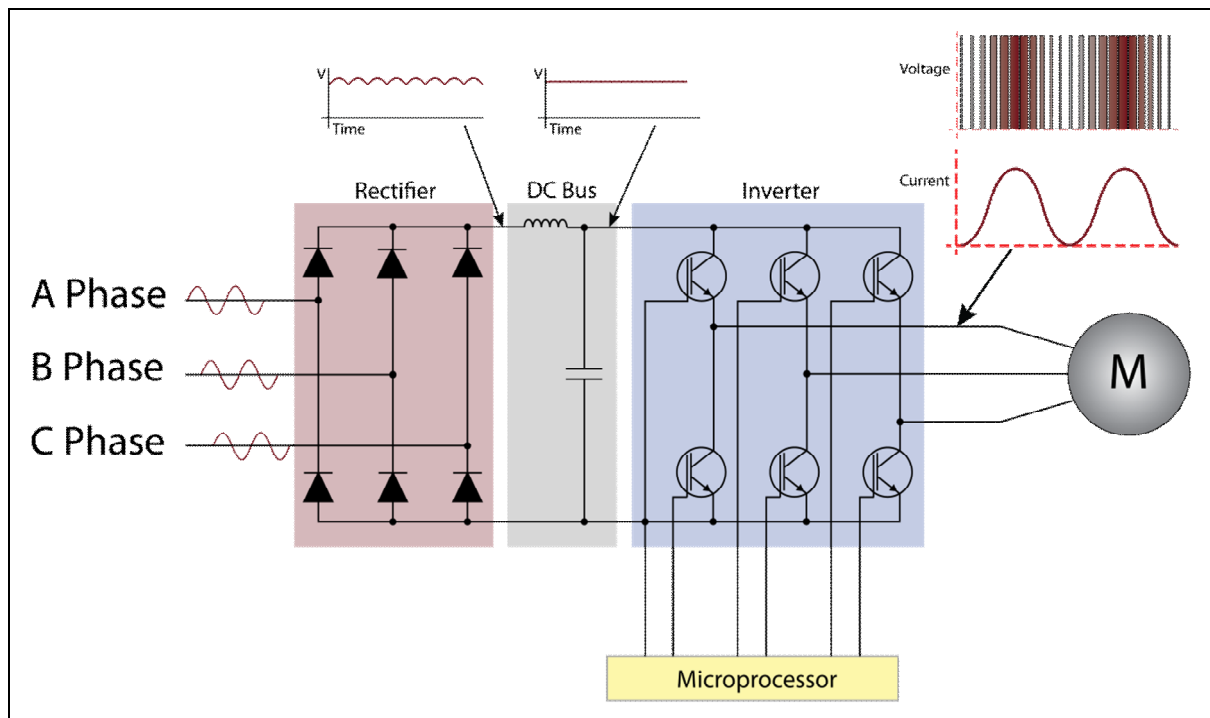 V
Time
V
Time
Voltage
Current
Rectifier
DC Bus
Inverter
A Phase
B Phase
C Phase
M
Microprocessor